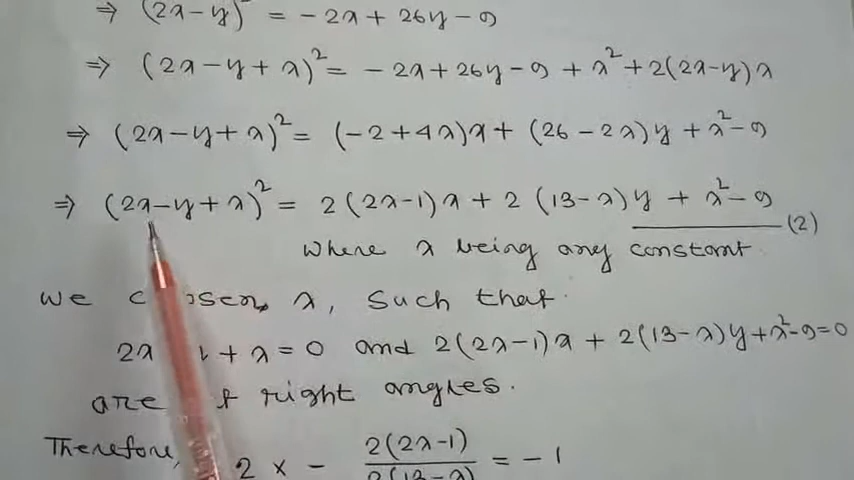 ⇒ (2x-y)² = -2x + 26y - 9
⇒ (2x-y+λ)² = -2x + 26y - 9 + λ² + 2(2x-y)λ
⇒ (2x-y+λ)² = (-2+4λ)x + (26-2λ)y + λ²-9
⇒ (2x-y+λ)² = 2(2λ-1)x + 2(13-λ)y + λ²-9 (2)
Where λ being any constant
we λ, such that
2x + λ = 0 and 2(2λ-1)x + 2(13-λ)y + λ²-9=0
are right angles.
Therefore, 2 × - 2(2λ-1)/2(13-λ) = -1